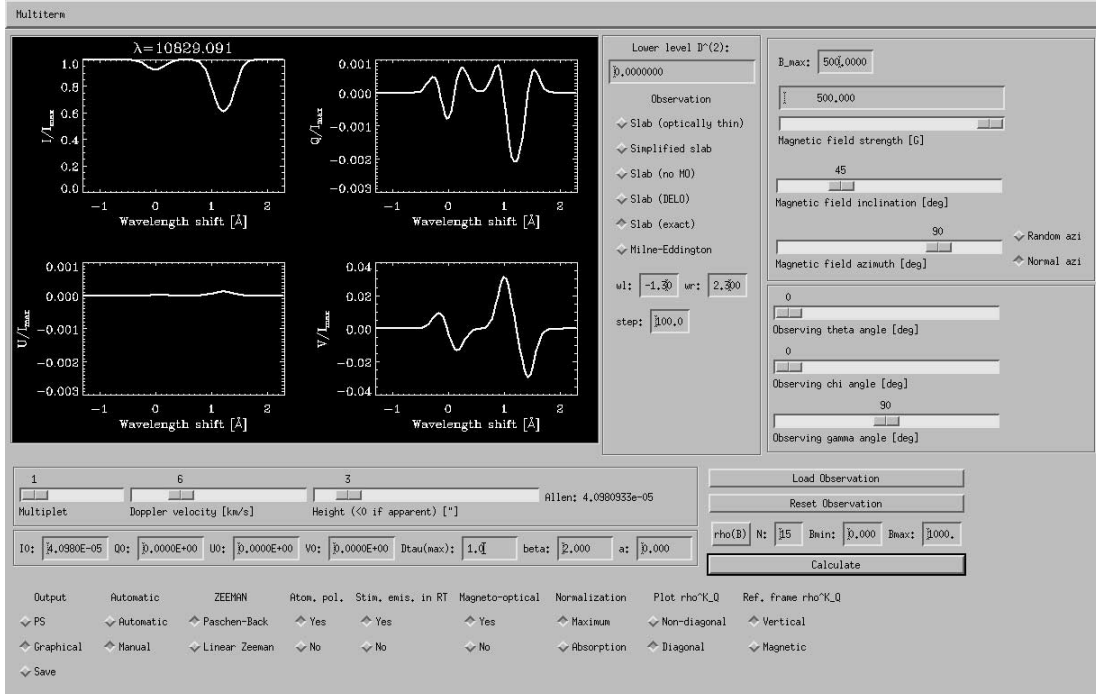 Multiterm
λ=10829.091
1.0
0.8
0.6
0.4
0.2
0.0
I/Imax
-1 0 1 2
Wavelength shift [Å]
0.001
0.000
-0.001
-0.002
-0.003
Q/Imax
-1 0 1 2
Wavelength shift [Å]
0.001
0.000
-0.001
-0.002
-0.003
U/Imax
-1 0 1 2
Wavelength shift [Å]
0.04
0.02
0.00
-0.02
-0.04
V/Imax
-1 0 1 2
Wavelength shift [Å]
Lower level D^(2):
0.0000000
Observation
Slab (optically thin)
Simplified slab
Slab (no MO)
Slab (DELO)
Slab (exact)
Milne-Eddington
wl: -1.30 wr: 2.300
step: 100.0
B_max: 500.0000
500.000
Magnetic field strength [G]
45
Magnetic field inclination [deg]
90
Magnetic field azimuth [deg]
Random azi
Normal azi
0
Observing theta angle [deg]
0
Observing chi angle [deg]
90
Observing gamma angle [deg]
1 6 3
Multiplet Doppler velocity [km/s] Height (<0 if apparent) ["] Allen: 4.0980933e-05
I0: 4.0980E-05 Q0: 0.0000E+00 U0: 0.0000E+00 V0: 0.0000E+00 Dtau(max): 1.0 beta: 2.000 a: 0.000
Load Observation
Reset Observation
rho(B) N: 15 Bmin: 0.000 Bmax: 1000.
Calculate
Output Automatic ZEEMAN Atom. pol. Stim. emis. in RT Magneto-optical Normalization Plot rho^K_Q Ref. frame rho^K_Q
PS Automatic Paschen-Back Yes Yes Yes Maximum Non-diagonal Vertical
Graphical Manual Linear Zeeman No No No Absorption Diagonal Magnetic
Save